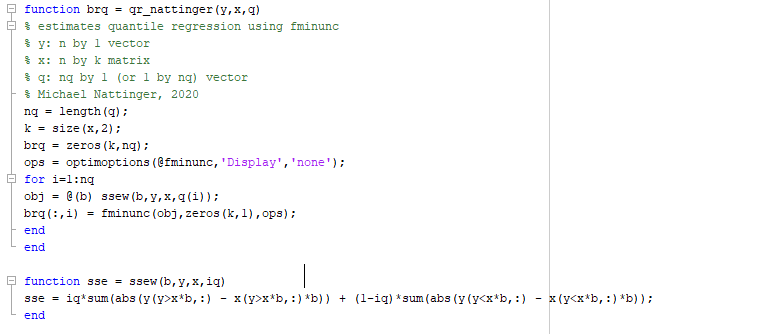 function brq = qr_nattinger(y,x,q)
% estimates quantile regression using fminunc
% y: n by 1 vector
% x: n by k matrix
% q: nq by 1 (or 1 by nq) vector
% Michael Nattinger, 2020
nq = length(q);
k = size(x,2);
brq = zeros(k,nq);
ops = optimoptions(@fminunc,'Display','none');
for i=1:nq
obj = @(b) ssew(b,y,x,q(i));
brq(:,i) = fminunc(obj,zeros(k,1),ops);
end
end
function sse = ssew(b,y,x,iq)
sse = iq*sum(abs(y(y>x*b,:) - x(y>x*b,:)*b)) + (1-iq)*sum(abs(y(y<x*b,:) - x(y<x*b,:)*b));
end